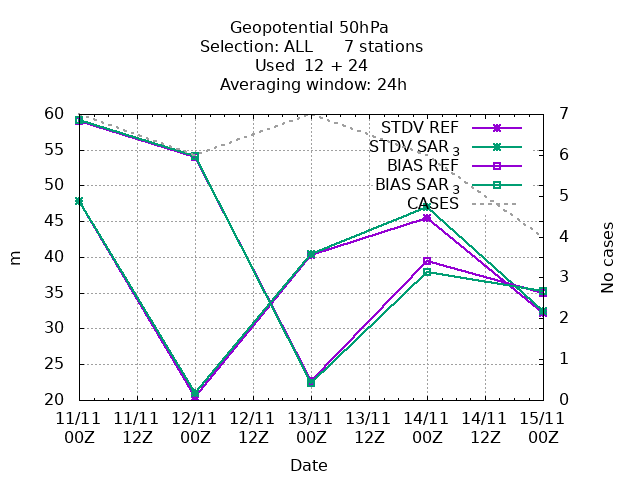 Geopotential 50hPa
Selection: ALL 7 stations
Used 12 + 24
Averaging window: 24h
60 7
STDV REF
STDV SAR 3
55 6
BIAS REF
BIAS SAR 3
50 5
CASES
45
40 4
35 3
30 2
25 1
20 0
m
No cases
11/11 11/11 12/11 12/11 13/11 13/11 14/11 14/11 15/11
00Z 12Z 00Z 12Z 00Z 12Z 00Z 12Z 00Z
Date